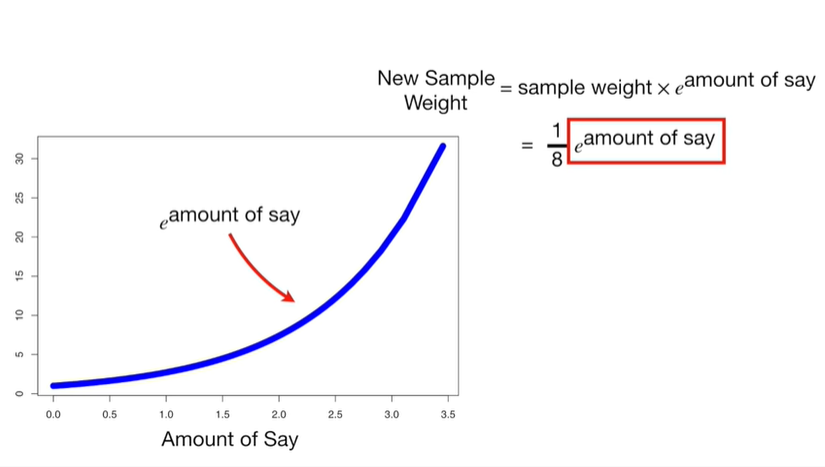 New Sample Weight = sample weight × e^amount of say
= 1/8 e^amount of say
e^amount of say
30
25
20
15
10
5
0
0.0 0.5 1.0 1.5 2.0 2.5 3.0 3.5
Amount of Say